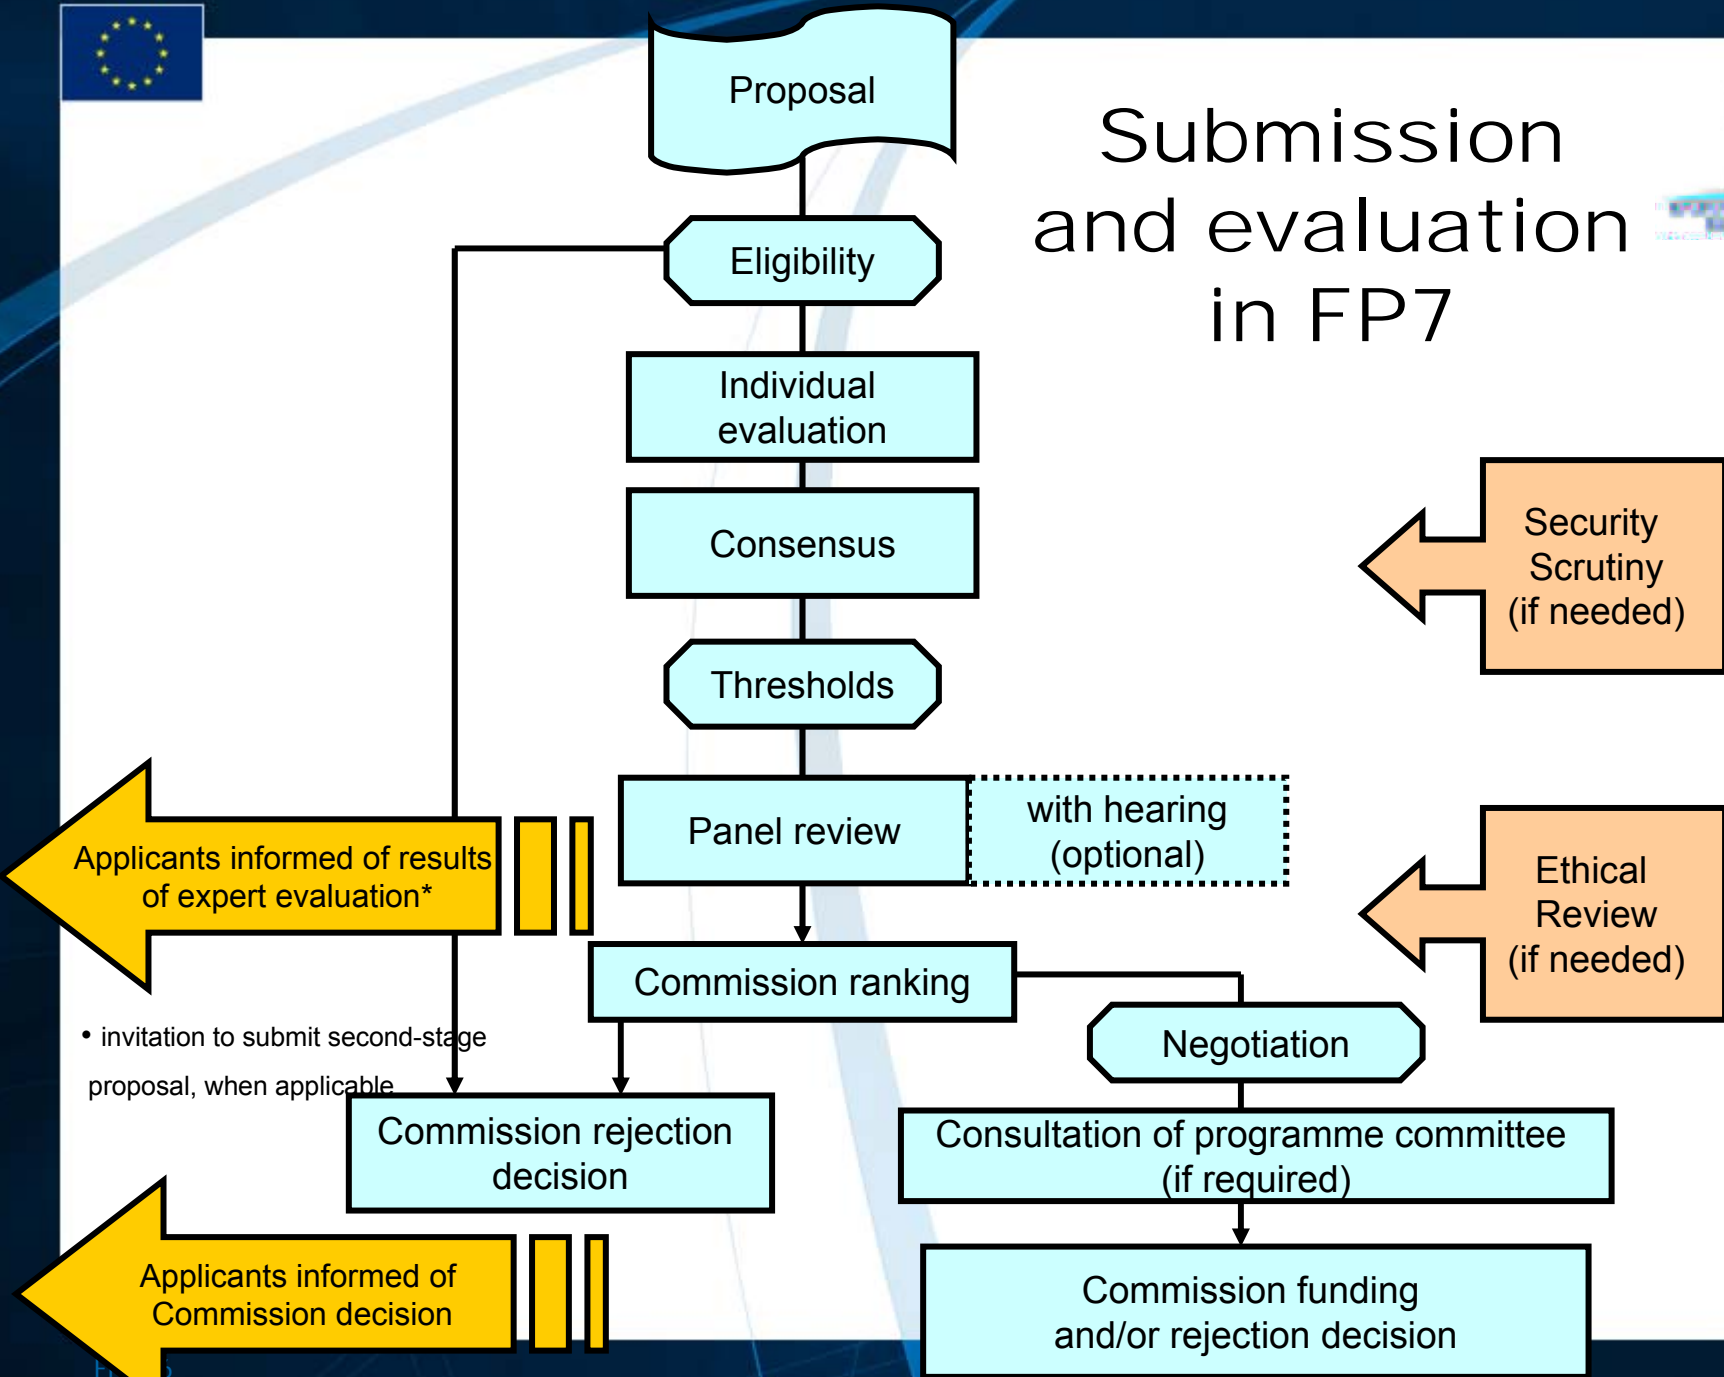 Proposal
Submission
and evaluation
in FP7
Eligibility
Individual
evaluation
Consensus
Security
Scrutiny
(if needed)
Thresholds
Panel review
with hearing
(optional)
Applicants informed of results
of expert evaluation*
Ethical
Review
(if needed)
Commission ranking
• invitation to submit second-stage
proposal, when applicable
Negotiation
Commission rejection
decision
Consultation of programme committee
(if required)
Applicants informed of
Commission decision
Commission funding
and/or rejection decision